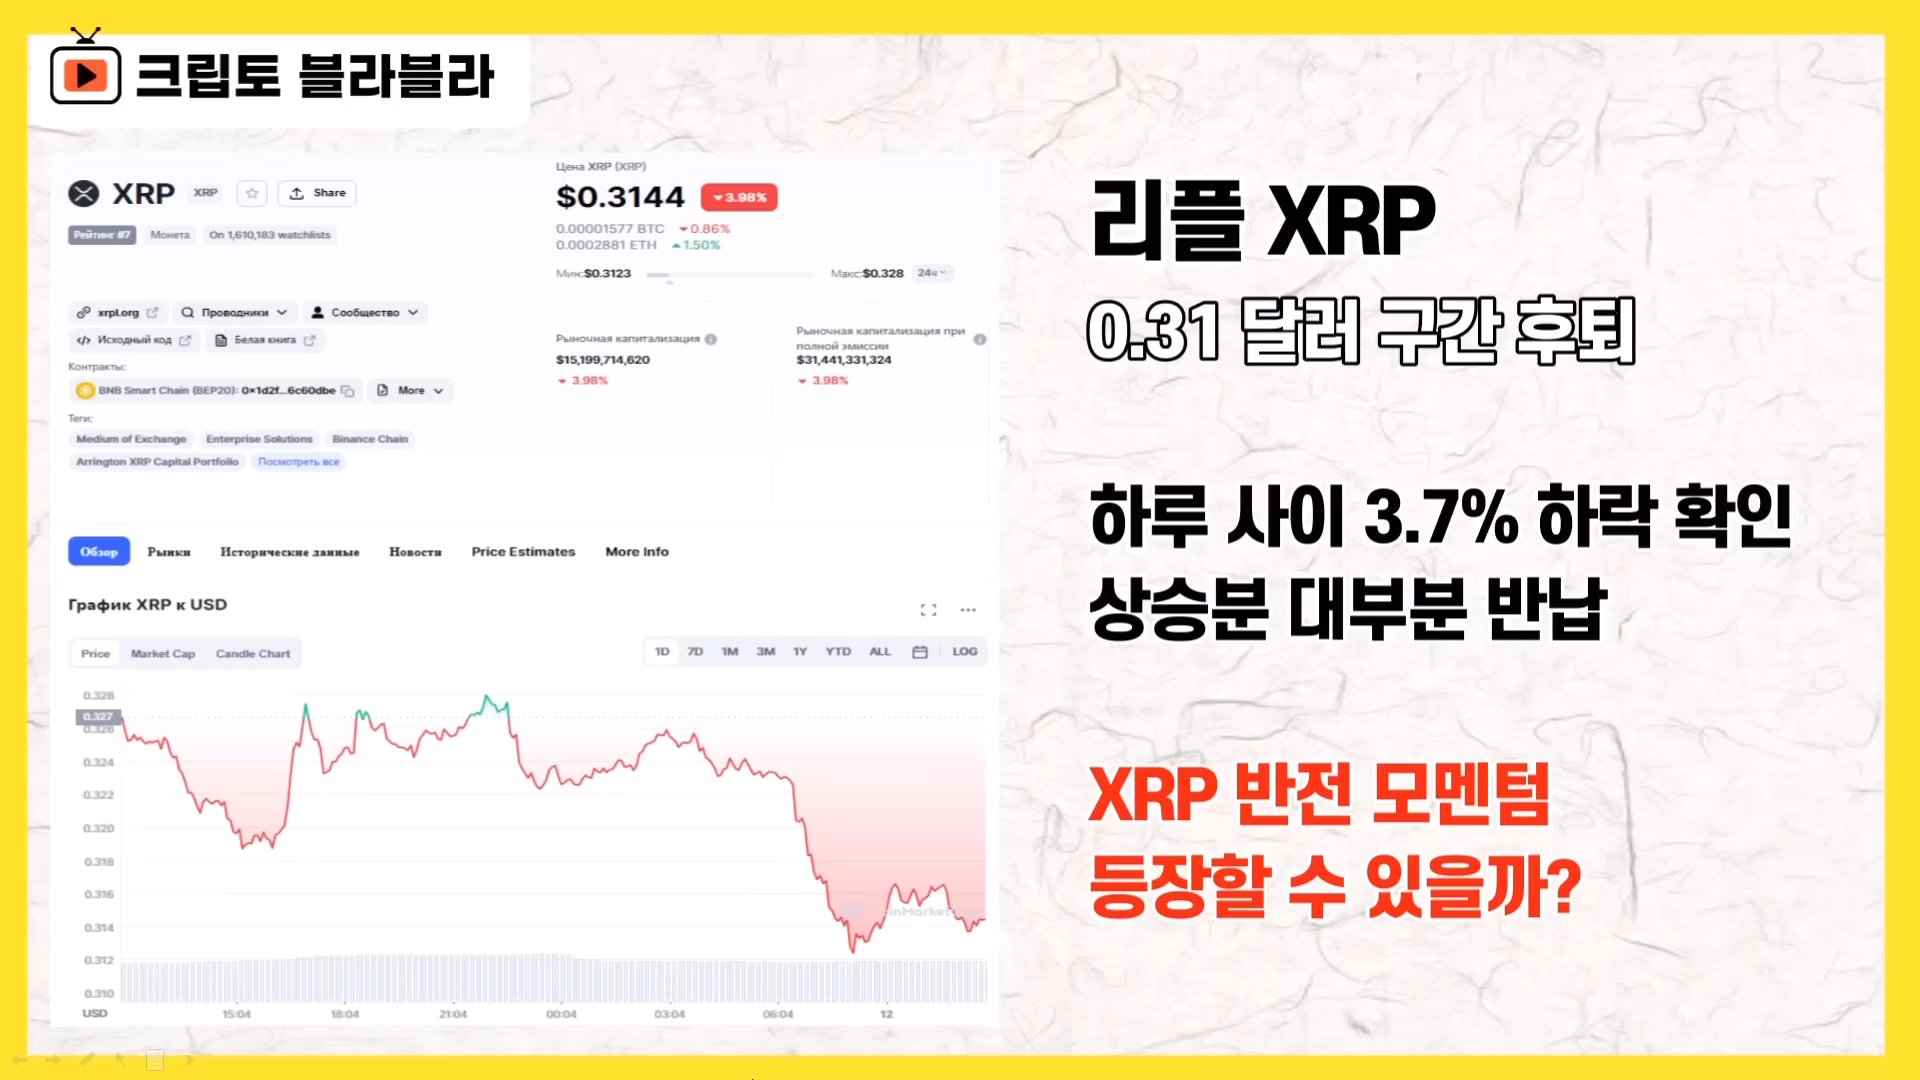 크립토 블라블라
XRP XRP Share
Рейтинг #7 Монета On 1,610,183 watchlists
Цена XRP (XRP)
$0.3144 3.98%
0.00001577 BTC 0.86%
0.0002881 ETH 1.50%
Мин:$0.3123 Макс:$0.328 24ч
xrpl.org Проводники Сообщество
Исходный код Белая книга
Контракты:
BNB Smart Chain (BEP20): 0x1d2f...6c60dbe More
Теги:
Medium of Exchange Enterprise Solutions Binance Chain
Arrington XRP Capital Portfolio Посмотреть все
Рыночная капитализация
$15,199,714,620
3.98%
Рыночная капитализация при
полной эмиссии
$31,441,331,324
3.98%
Обзор Рынки Исторические данные Новости Price Estimates More Info
График XRP к USD
Price Market Cap Candle Chart
1D 7D 1M 3M 1Y YTD ALL LOG
0.328
0.327
0.326
0.324
0.322
0.320
0.318
0.316
0.314
0.312
0.310
USD 15:04 18:04 21:04 00:04 03:04 06:04 12
리플 XRP
0.31 달러 구간 후퇴
하루 사이 3.7% 하락 확인
상승분 대부분 반납
XRP 반전 모멘텀
등장할 수 있을까?